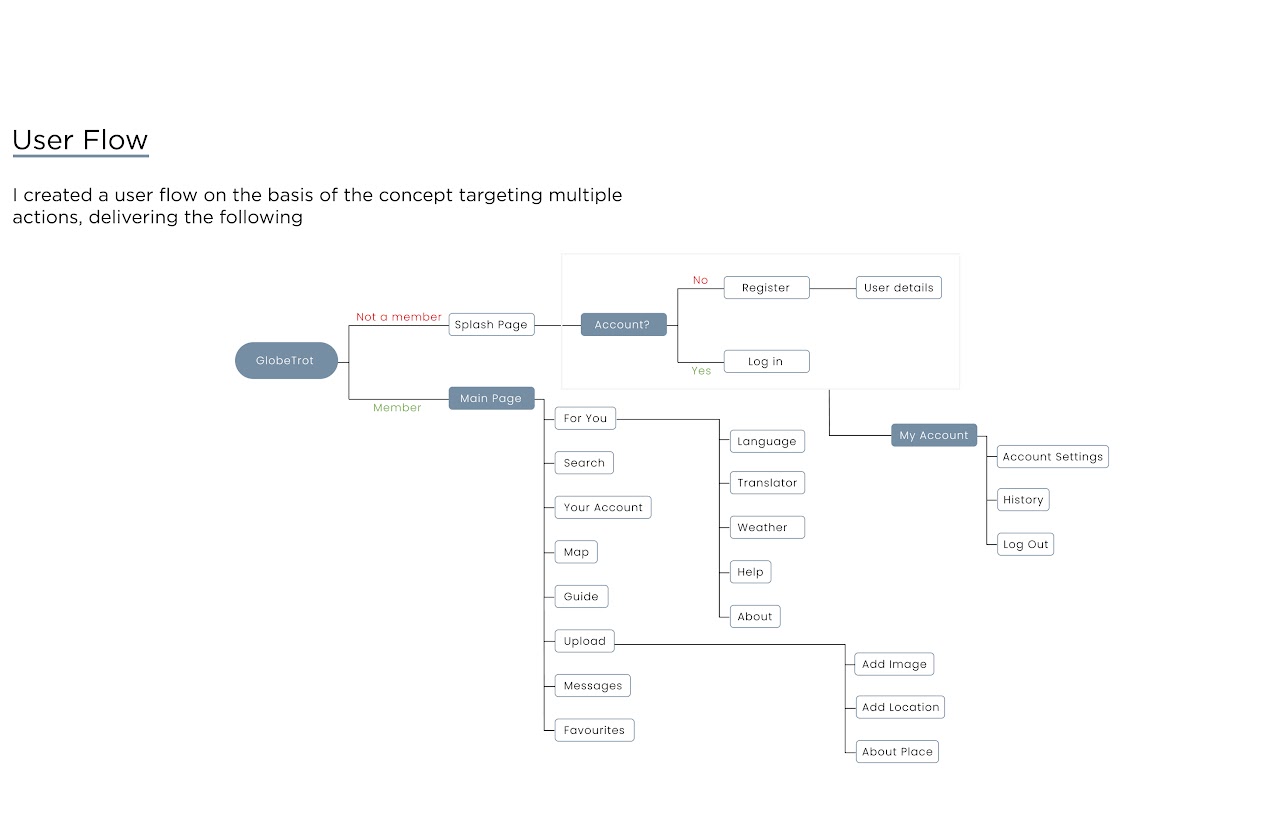 User Flow
I created a user flow on the basis of the concept targeting multiple
actions, delivering the following
GlobeTrot
Not a member
Member
Splash Page
Account?
No
Register
User details
Yes
Log in
Main Page
For You
Search
Your Account
Map
Guide
Upload
Messages
Favourites
Language
Translator
Weather
Help
About
Add Image
Add Location
About Place
My Account
Account Settings
History
Log Out